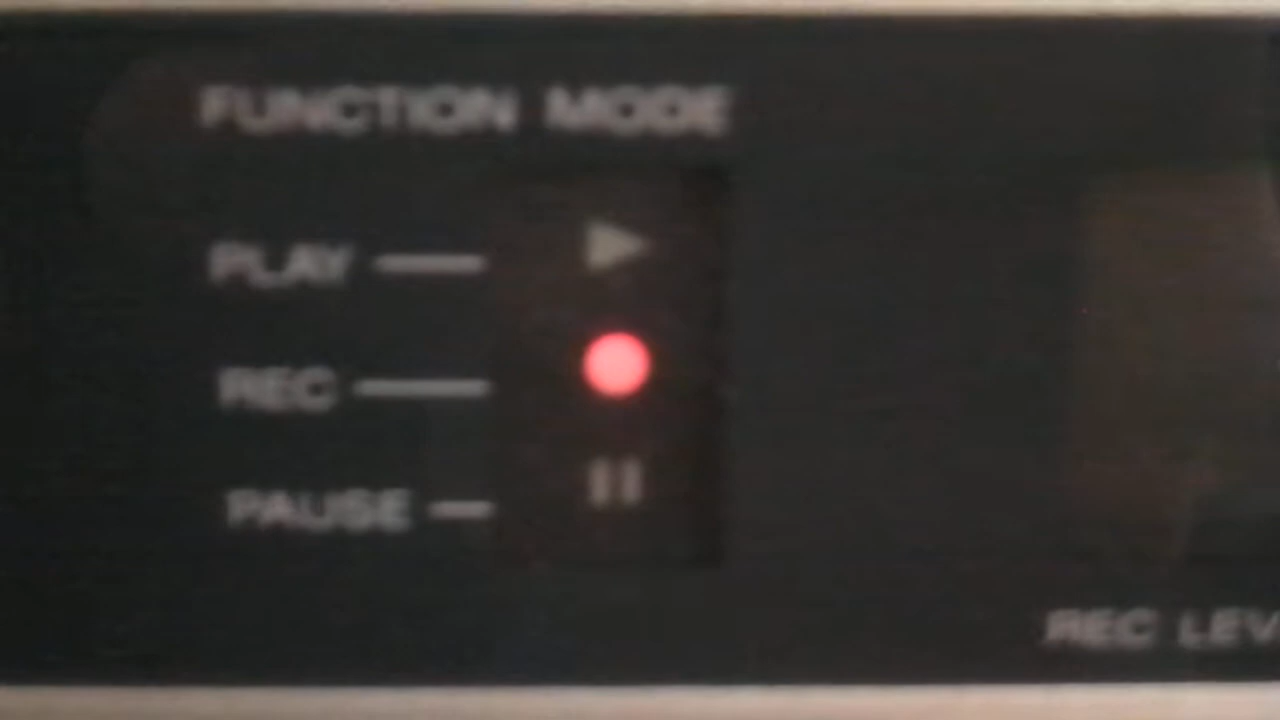 FUNCTION MODE
PLAY
REC
PAUSE
REC LEV